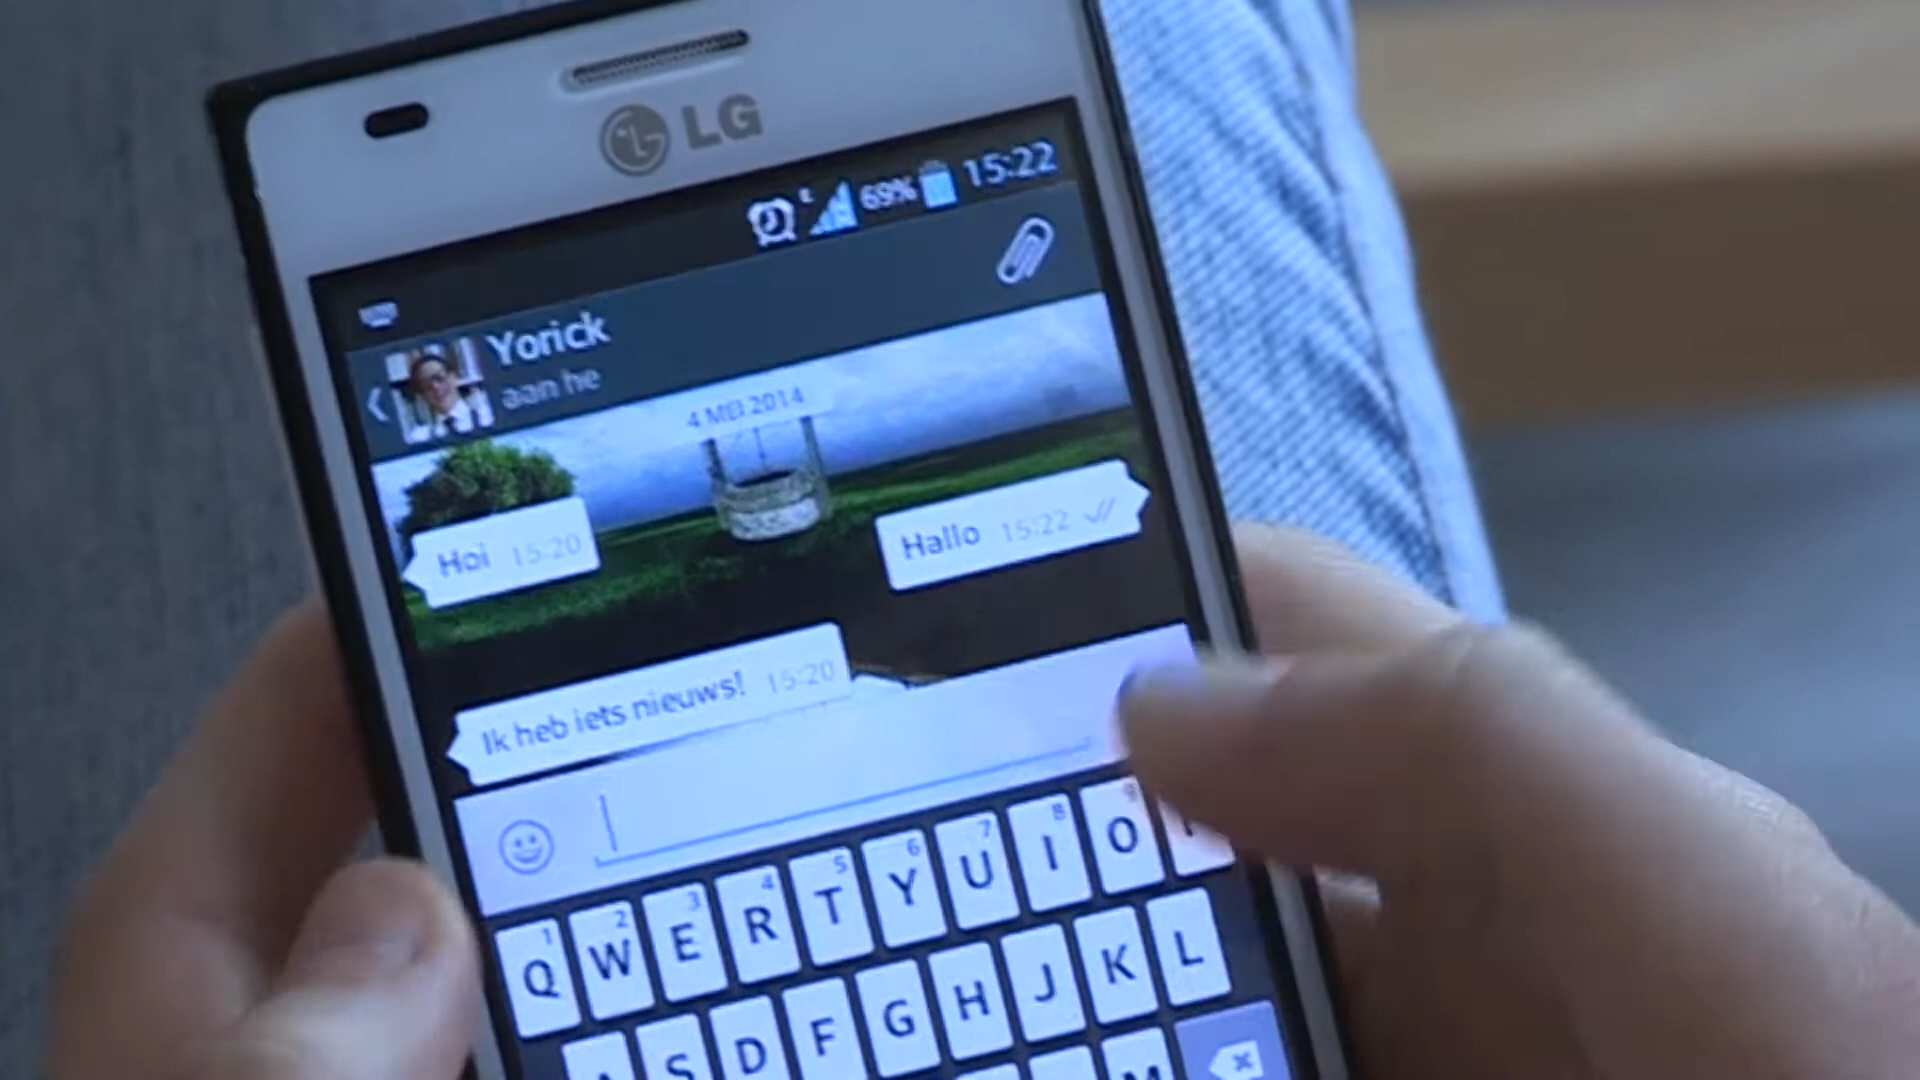 LG
69% 15:22
Yorick
aan he
4 MEI 2014
Hoi 15:20
Hallo 15:22
Ik heb iets nieuws! 15:20
1 2 3 4 5 6 7 8 9
Q W E R T Y U I O
S D F G H J K L
M